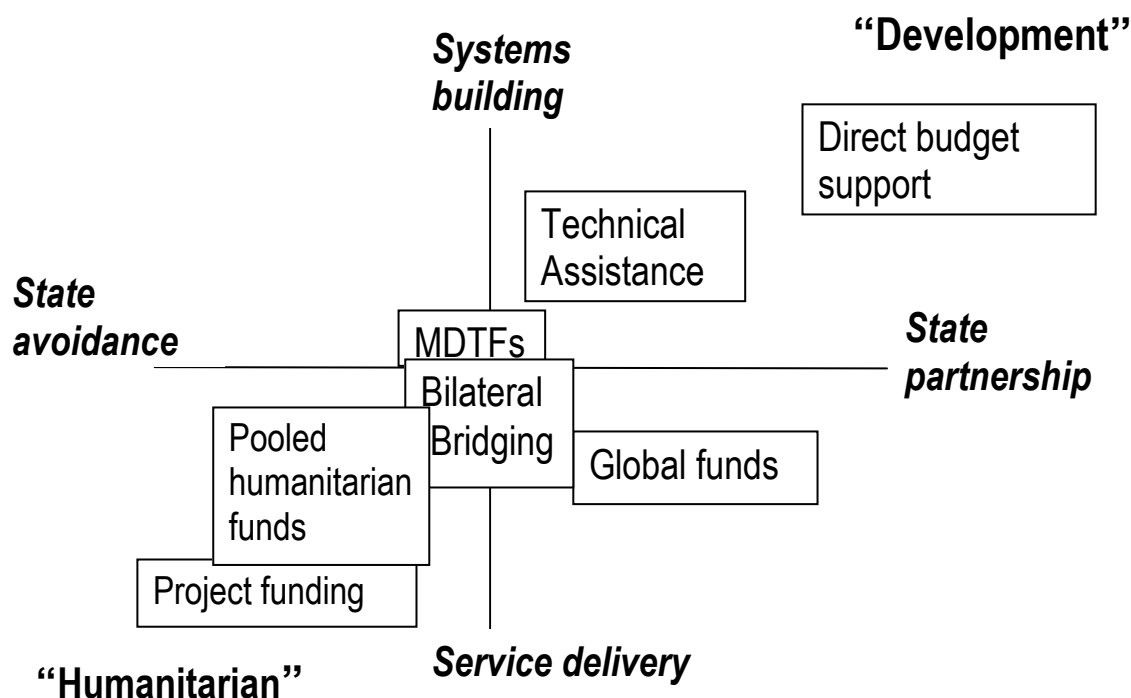 “Development”
Systems
building
Direct budget
support
Technical
Assistance
State
avoidance
MDTFs
State
partnership
Bilateral
Bridging
Pooled
humanitarian
funds
Global funds
Project funding
Service delivery
“Humanitarian”